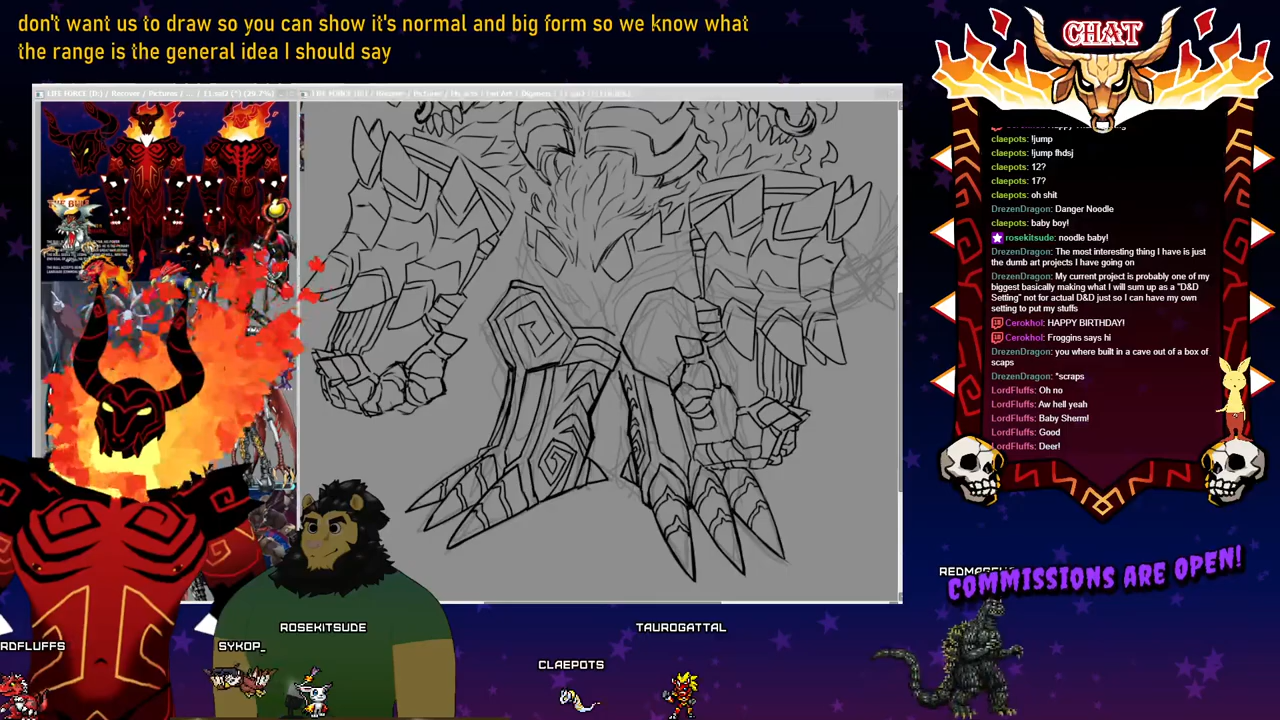 don't want us to draw so you can show it's normal and big form so we know what
the range is the general idea I should say
CHAT
claepots: !jump
claepots: !jump fhdsj
claepots: 12?
claepots: 17?
claepots: oh shit
DrezenDragon: Danger Noodle
claepots: baby boy!
rosekitsude: noodle baby!
DrezenDragon: The most interesting thing I have is just
the dumb art projects I have going on
DrezenDragon: My current project is probably one of my
biggest basically making what I will sum up as a "D&D
Setting" not for actual D&D just so I can have my own
setting to put my stuffs
Cerokhol: HAPPY BIRTHDAY!
Cerokhol: Froggins says hi
DrezenDragon: you where built in a cave out of a box of
scaps
DrezenDragon: *scraps
LordFluffs: Oh no
LordFluffs: Aw hell yeah
LordFluffs: Baby Sherm!
LordFluffs: Good
LordFluffs: Deer!
COMMISSIONS ARE OPEN!
ROSEKITSUDE
TAUROGATTAL
RDFLUFFS
SYKOP_
CLAEPOTS